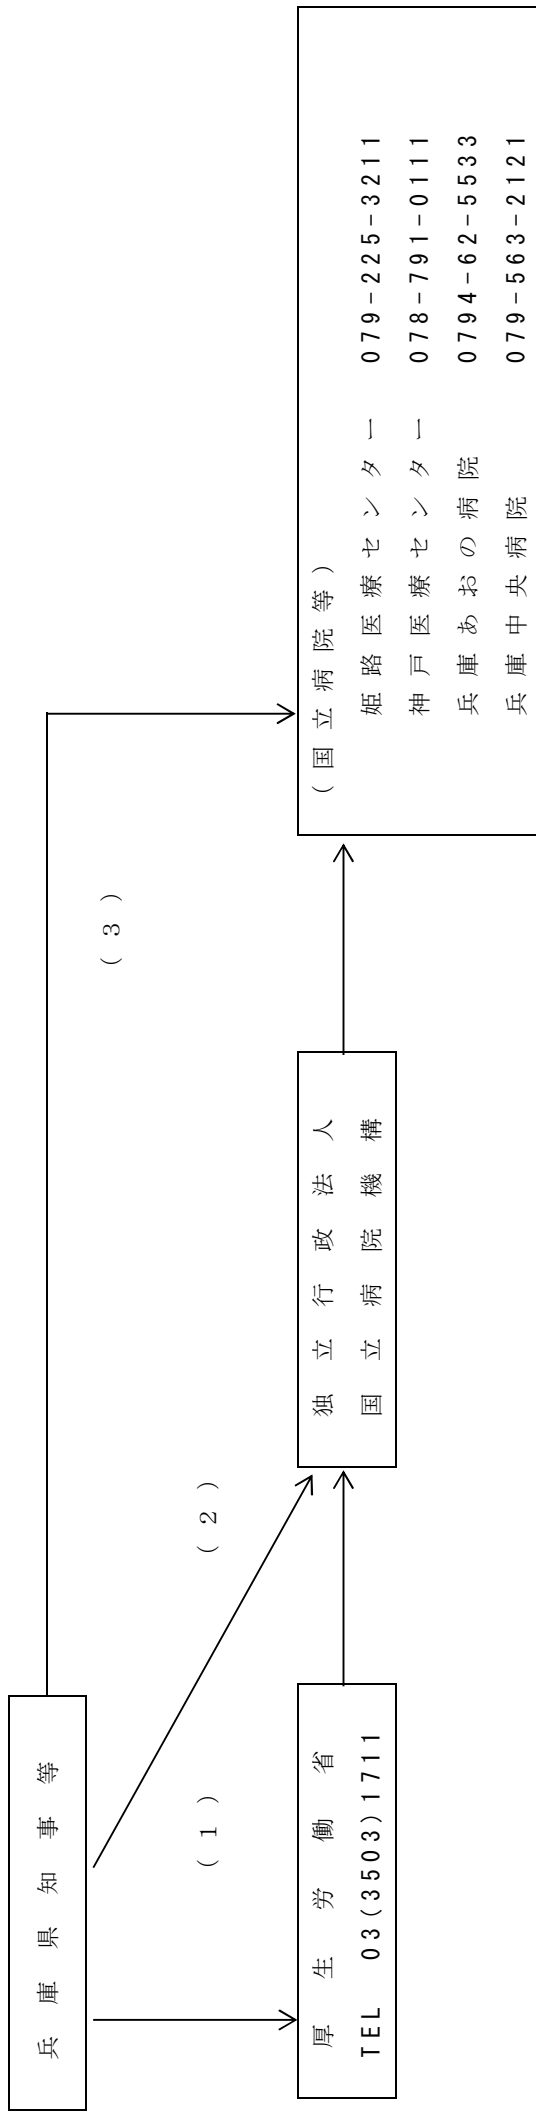 兵庫県知事等
(1)
(2)
(3)
厚生労働省
TEL 03(3503)1711
独立行政法人
国立病院機構
(国立病院等)
姫路医療センター 079-225-3211
神戸医療センター 078-791-0111
兵庫あおの病院 0794-62-5533
兵庫中央病院 079-563-2121